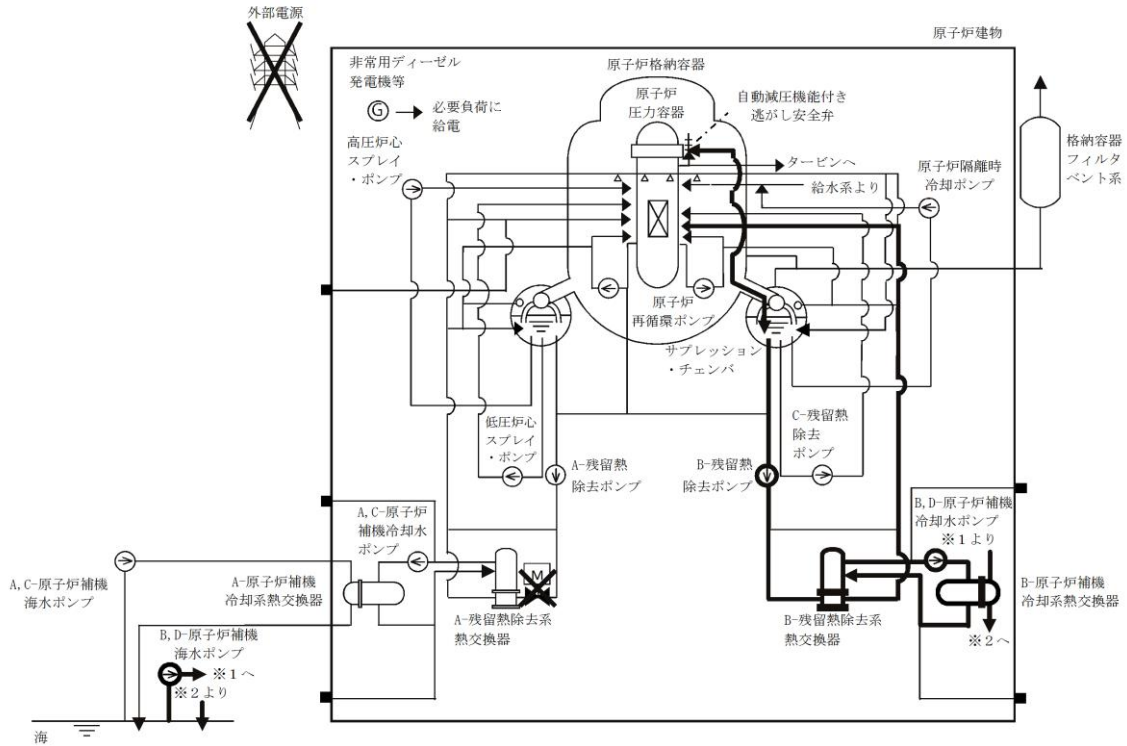 外部電源
原子炉建物
非常用ディーゼル
発電機等
G
必要負荷に
給電
原子炉格納容器
原子炉
圧力容器
自動減圧機能付き
逃がし安全弁
高圧炉心
スプレイ
・ポンプ
タービンへ
給水系より
原子炉隔離時
冷却ポンプ
格納容器
フィルタ
ベント系
原子炉
再循環ポンプ
サプレッション
・チェンバ
低圧炉心
スプレイ
・ポンプ
A-残留熱
除去ポンプ
B-残留熱
除去ポンプ
C-残留熱
除去
ポンプ
A,C-原子炉
補機冷却水
ポンプ
B,D-原子炉補機
冷却水ポンプ
※1より
A,C-原子炉補機
海水ポンプ
A-原子炉補機
冷却系熱交換器
M
A-残留熱除去系
熱交換器
B-残留熱除去系
熱交換器
B-原子炉補機
冷却系熱交換器
※2へ
B,D-原子炉補機
海水ポンプ
※1へ
※2より
海